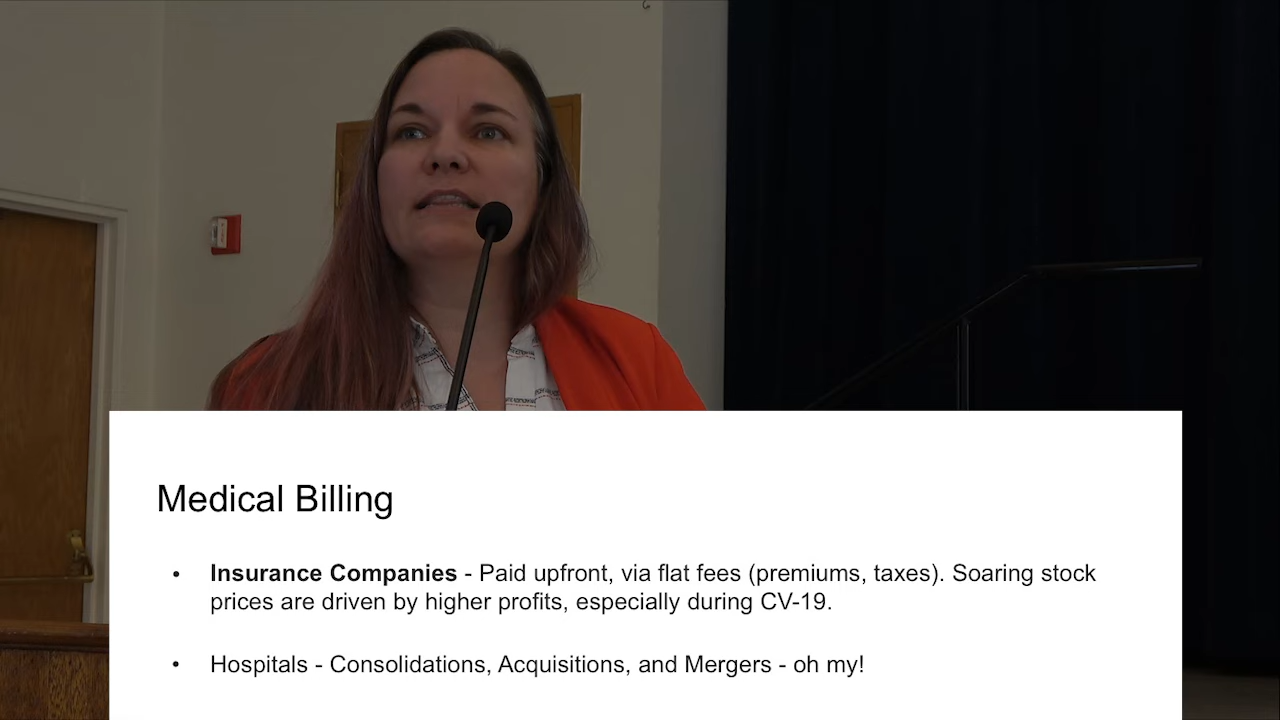 Medical Billing
• Insurance Companies - Paid upfront, via flat fees (premiums, taxes). Soaring stock
prices are driven by higher profits, especially during CV-19.
• Hospitals - Consolidations, Acquisitions, and Mergers - oh my!